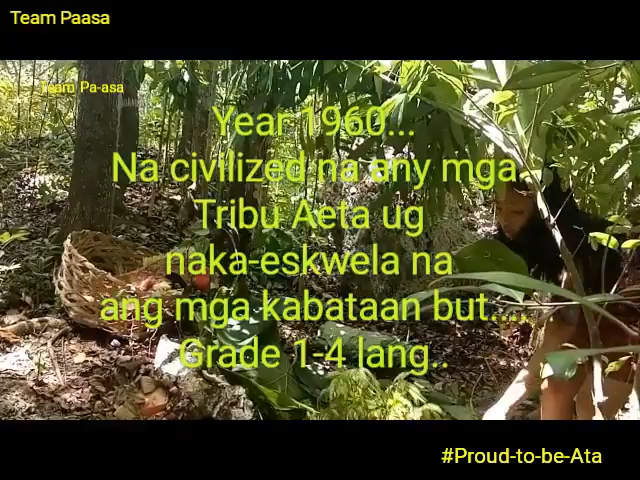 Team Paasa
Team Pa-asa
Year 1960...
Na civilized na any mga
Tribu Aeta ug
naka-eskwela na
ang mga kabataan but....
Grade 1-4 lang..
#Proud-to-be-Ata